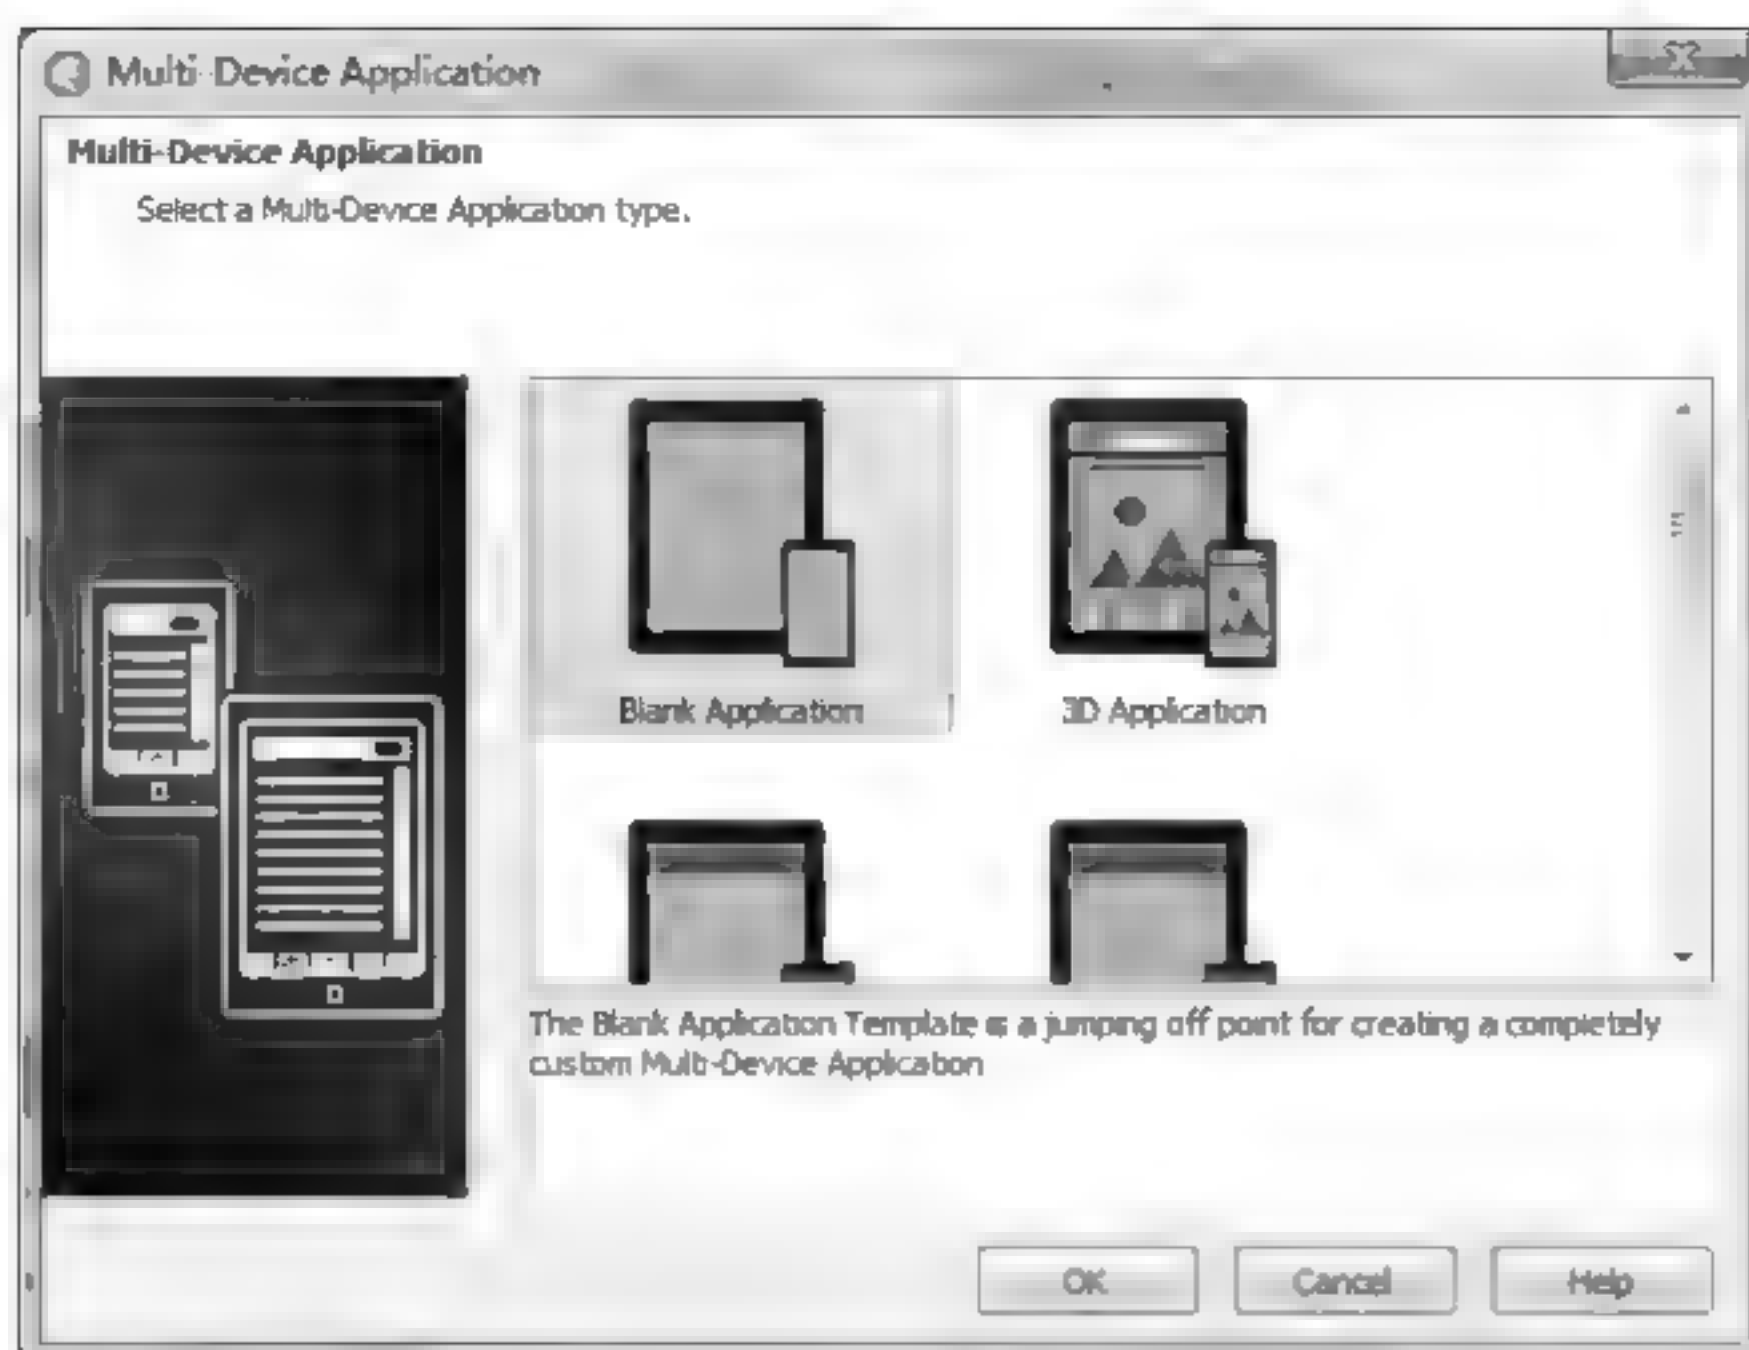 Multi-Device Application
Multi-Device Application
Select a Multi-Device Application type.
Blank Application
3D Application
The Blank Application Template is a jumping off point for creating a completely
custom Multi-Device Application
OK
Cancel
Help